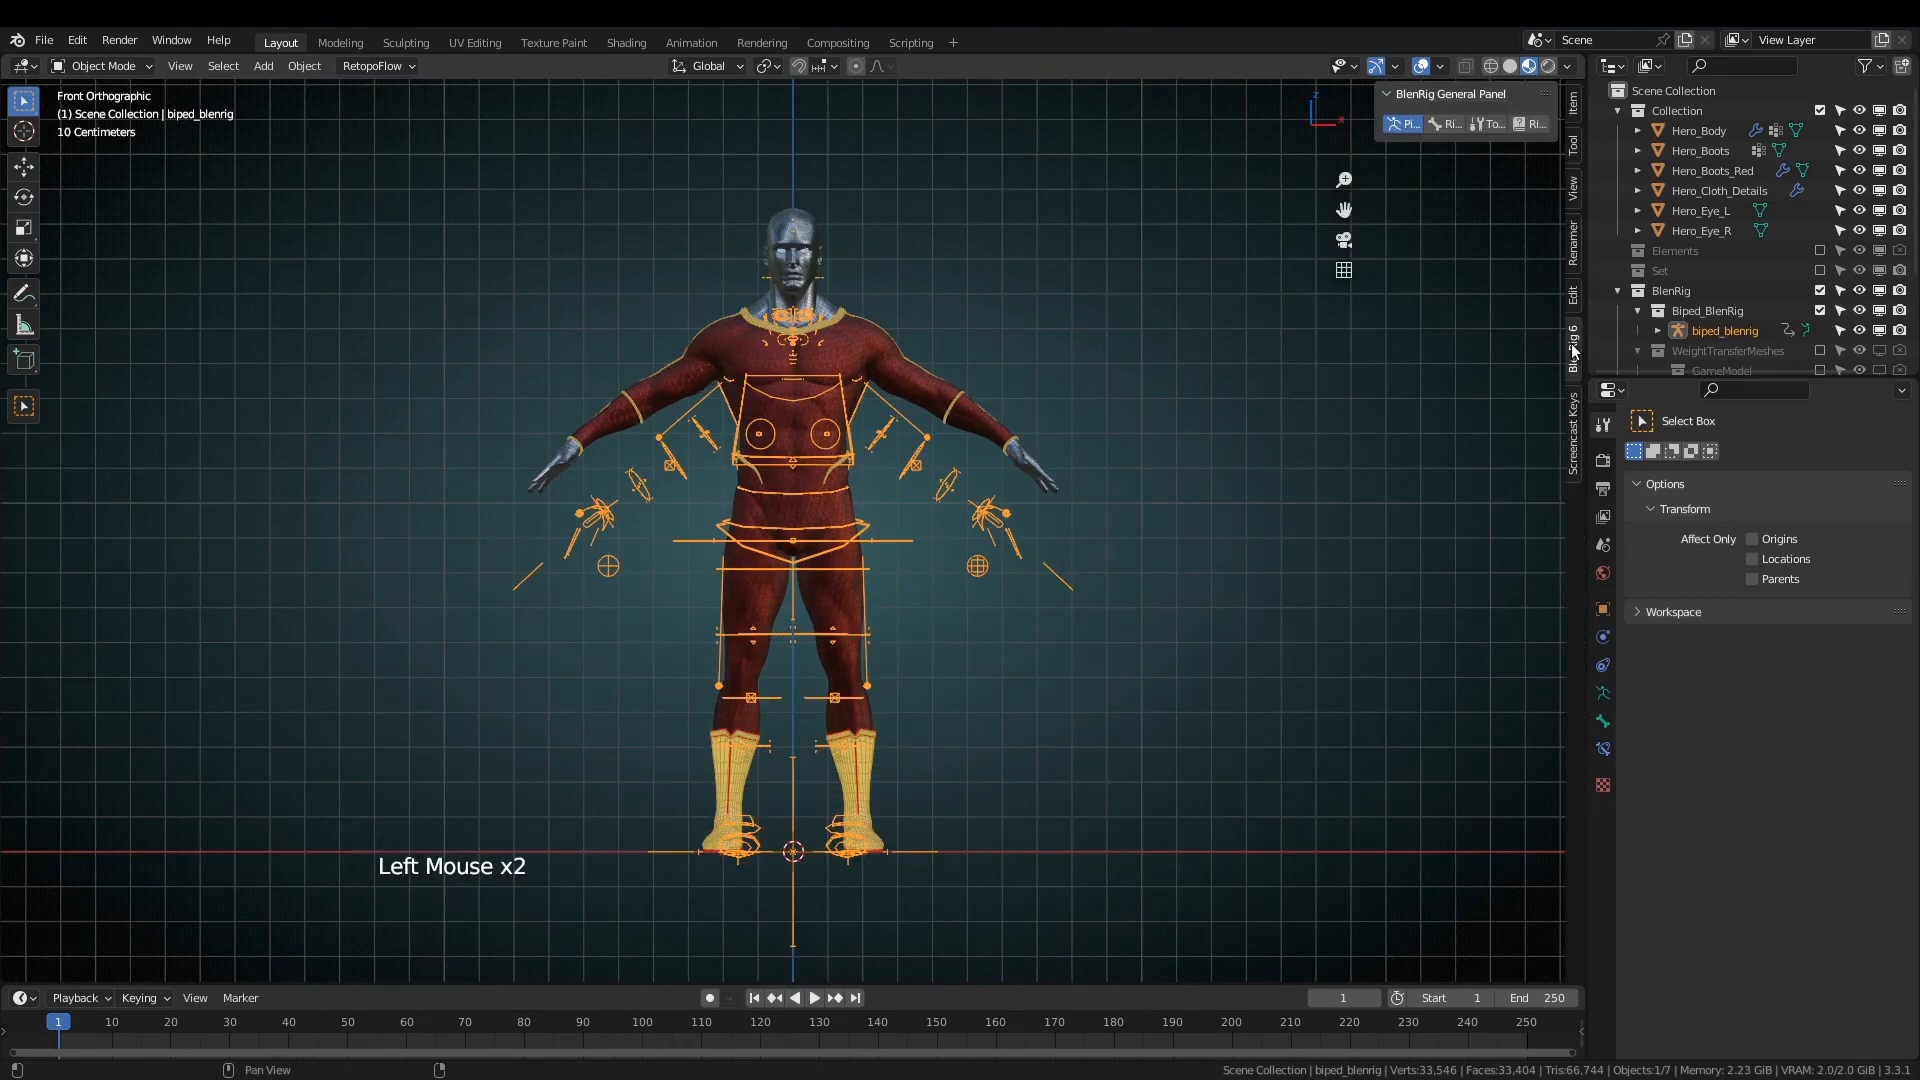 File Edit Render Window Help
Layout Modeling Sculpting UV Editing Texture Paint Shading Animation Rendering Compositing Scripting +
Scene
View Layer
Object Mode View Select Add Object RetopoFlow
Global
Front Orthographic
(1) Scene Collection | biped_blenrig
10 Centimeters
Z
BlenRig General Panel
Pi... Ri... To... Ri...
Item
Tool
View
Renamer
Edit
Screencast Keys
Scene Collection
Collection
Hero_Body
Hero_Boots
Hero_Boots_Red
Hero_Cloth_Details
Hero_Eye_L
Hero_Eye_R
Elements
Set
BlenRig
Biped_BlenRig
biped_blenrig
WeightTransferMeshes
GameModel
Select Box
Options
Transform
Affect Only Origins
Locations
Parents
Workspace
Left Mouse x2
Playback Keying View Marker
1 Start 1 End 250
1 10 20 30 40 50 60 70 80 90 100 110 120 130 140 150 160 170 180 190 200 210 220 230 240 250
Pan View
Scene Collection | biped_blenrig | Verts:33,546 | Faces:33,404 | Tris:66,744 | Objects:1/7 | Memory: 2.23 GiB | VRAM: 2.0/2.0 GiB | 3.3.1